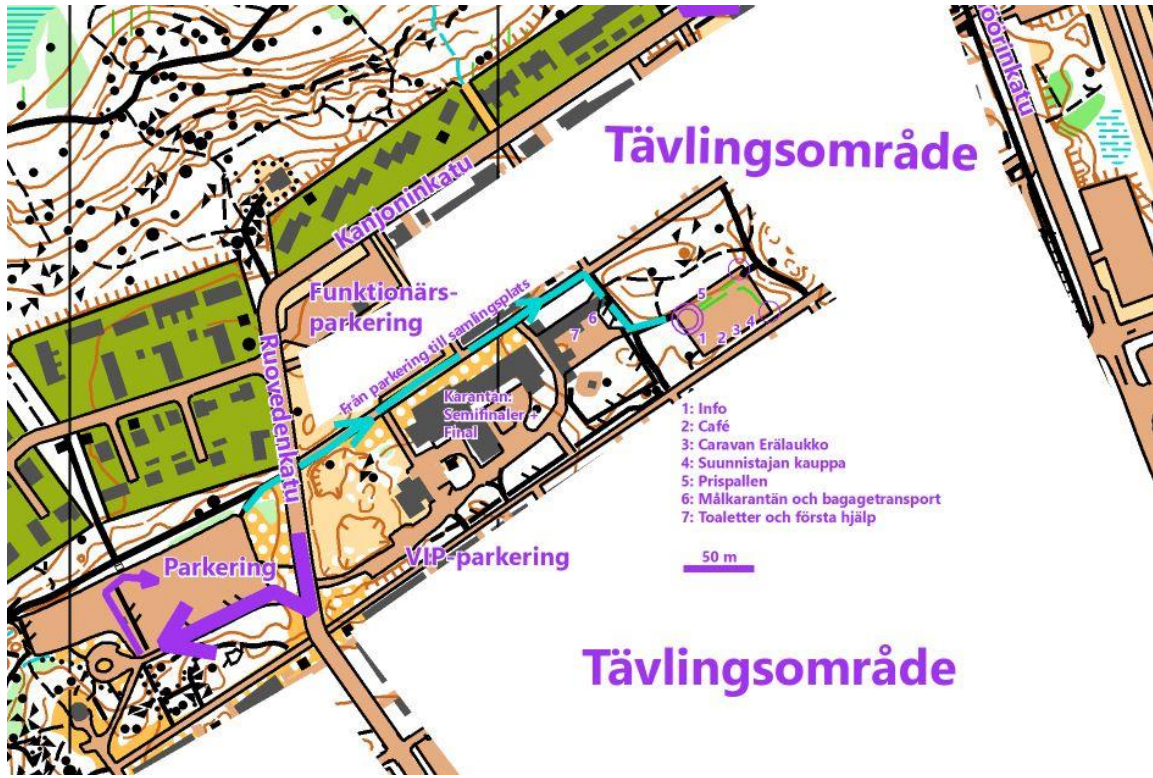 öörinkatu
Tävlingsområde
Kanjoninkatu
Funktionärs-
parkering
Från parkering till samlingsplats
Ruovedenkatu
5
6
7
1
2
3
4
Karantän:
Semifinaler +
Final
1: Info
2: Café
3: Caravan Erälaukko
4: Suunnistajan kauppa
5: Prispallen
6: Målkarantän och bagagetransport
7: Toaletter och första hjälp
VIP-parkering
50 m
Parkering
Tävlingsområde